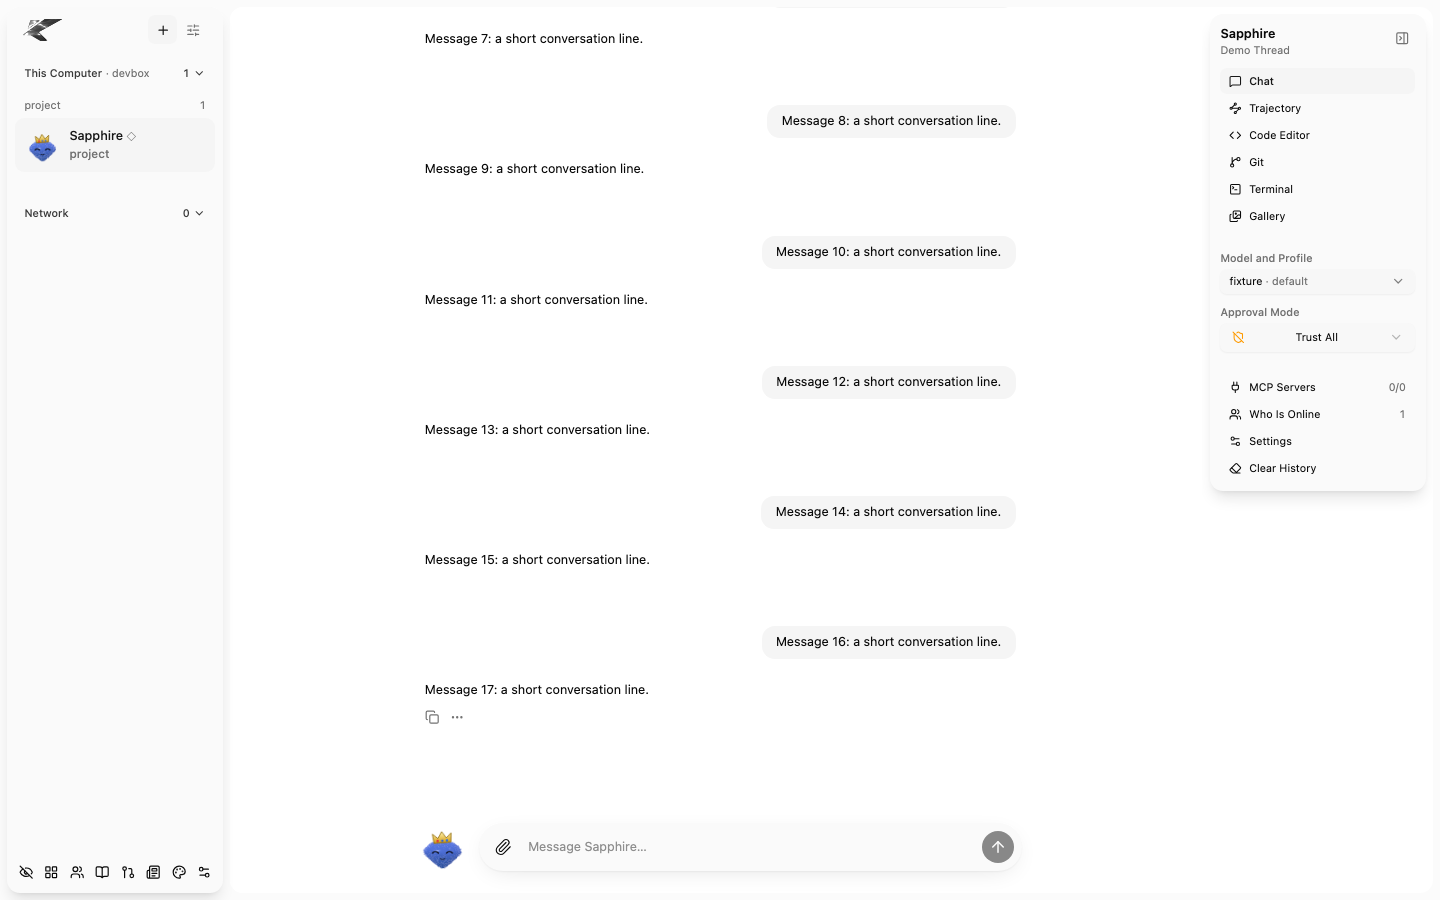 This Computer · devbox 1
project 1
Sapphire
project
Network 0
Message 7: a short conversation line.
Message 8: a short conversation line.
Message 9: a short conversation line.
Message 10: a short conversation line.
Message 11: a short conversation line.
Message 12: a short conversation line.
Message 13: a short conversation line.
Message 14: a short conversation line.
Message 15: a short conversation line.
Message 16: a short conversation line.
Message 17: a short conversation line.
Message Sapphire...
Sapphire
Demo Thread
Chat
Trajectory
Code Editor
Git
Terminal
Gallery
Model and Profile
fixture · default
Approval Mode
Trust All
MCP Servers 0/0
Who Is Online 1
Settings
Clear History